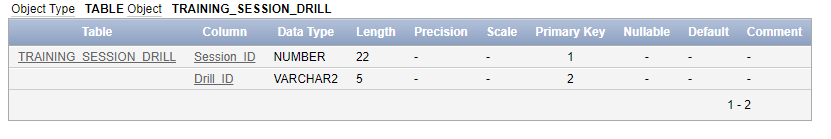 Object Type TABLE Object TRAINING_SESSION_DRILL
Table Column Data Type Length Precision Scale Primary Key Nullable Default Comment
TRAINING_SESSION_DRILL Session_ID NUMBER 22 - - 1 - - -
Drill_ID VARCHAR2 5 - - 2 - - -
1 - 2